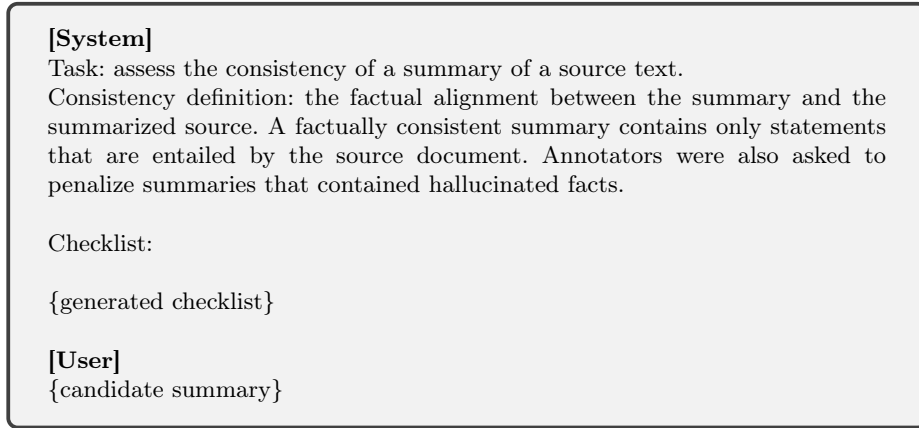 [System]
Task: assess the consistency of a summary of a source text.
Consistency definition: the factual alignment between the summary and the
summarized source. A factually consistent summary contains only statements
that are entailed by the source document. Annotators were also asked to
penalize summaries that contained hallucinated facts.
Checklist:
{generated checklist}
[User]
{candidate summary}